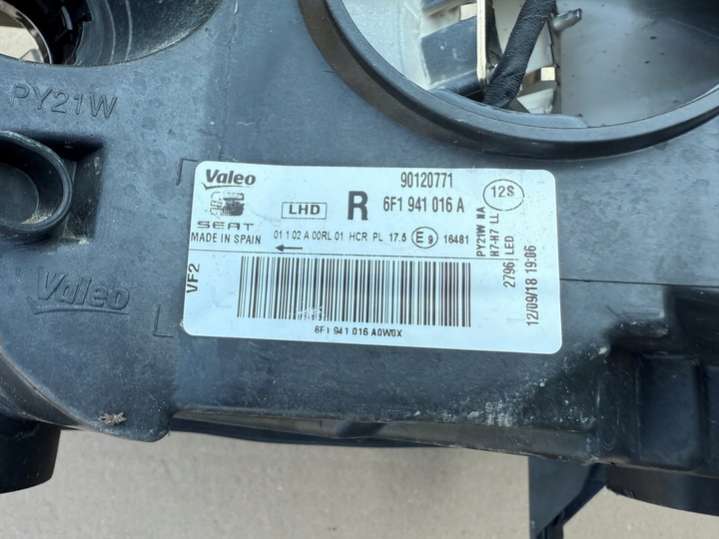 PY21W
Valeo
SEAT
MADE IN SPAIN
LHD
R
90120771
6F1 941 016 A
12S
01 1 02 A 00RL 01 HCR PL 17.5 E9 16481
PY21W NA
H7-H7 LL
2796 LED
12/09/18 19:06
VF2
6F1 941 016 A0W0X
Valeo
L